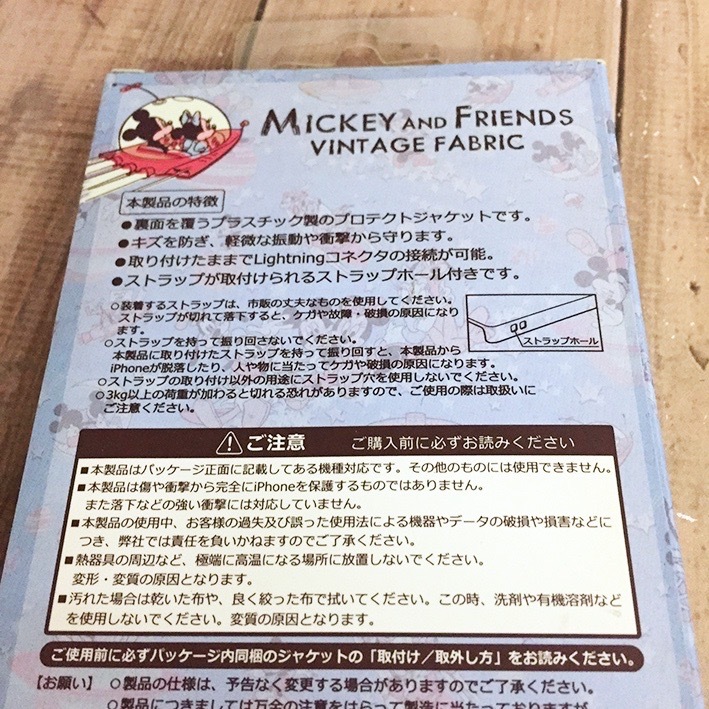 MICKEY AND FRIENDS
VINTAGE FABRIC
本製品の特徴
●裏面を覆うプラスチック製のプロテクトジャケットです。
●キズを防ぎ、軽微な振動や衝撃から守ります。
●取り付けたままでLightningコネクタの接続が可能。
●ストラップが取付けられるストラップホール付きです。
○装着するストラップは、市販の丈夫なものを使用してください。
ストラップが切れて落下すると、ケガや故障・破損の原因になり
ます。
○ストラップを持って振り回さないでください。
本製品に取り付けたストラップを持って振り回すと、本製品から
iPhoneが脱落したり、人や物に当たってケガや破損の原因になります。
○ストラップの取り付け以外の用途にストラップ穴を使用しないでください。
○3kg以上の荷重が加わると切れる恐れがありますので、ご使用の際は取扱いに
ご注意ください。
ストラップホール
ご注意 ご購入前に必ずお読みください
■本製品はパッケージ正面に記載してある機種対応です。その他のものには使用できません。
■本製品は傷や衝撃から完全にiPhoneを保護するものではありません。
また落下などの強い衝撃には対応していません。
■本製品の使用中、お客様の過失及び誤った使用法による機器やデータの破損や損害などに
つき、弊社では責任を負いかねますのでご了承ください。
■熱器具の周辺など、極端に高温になる場所に放置しないでください。
変形・変質の原因となります。
■汚れた場合は乾いた布や、良く絞った布で拭いてください。この時、洗剤や有機溶剤など
を使用しないでください。変質の原因となります。
ご使用前に必ずパッケージ内同梱のジャケットの「取付け／取外し方」をお読みください。
【お願い】 ○製品の仕様は、予告なく変更する場合がありますのでご了承ください。
○製品につきましては万全の注意をはらって製造に当たっておりますが